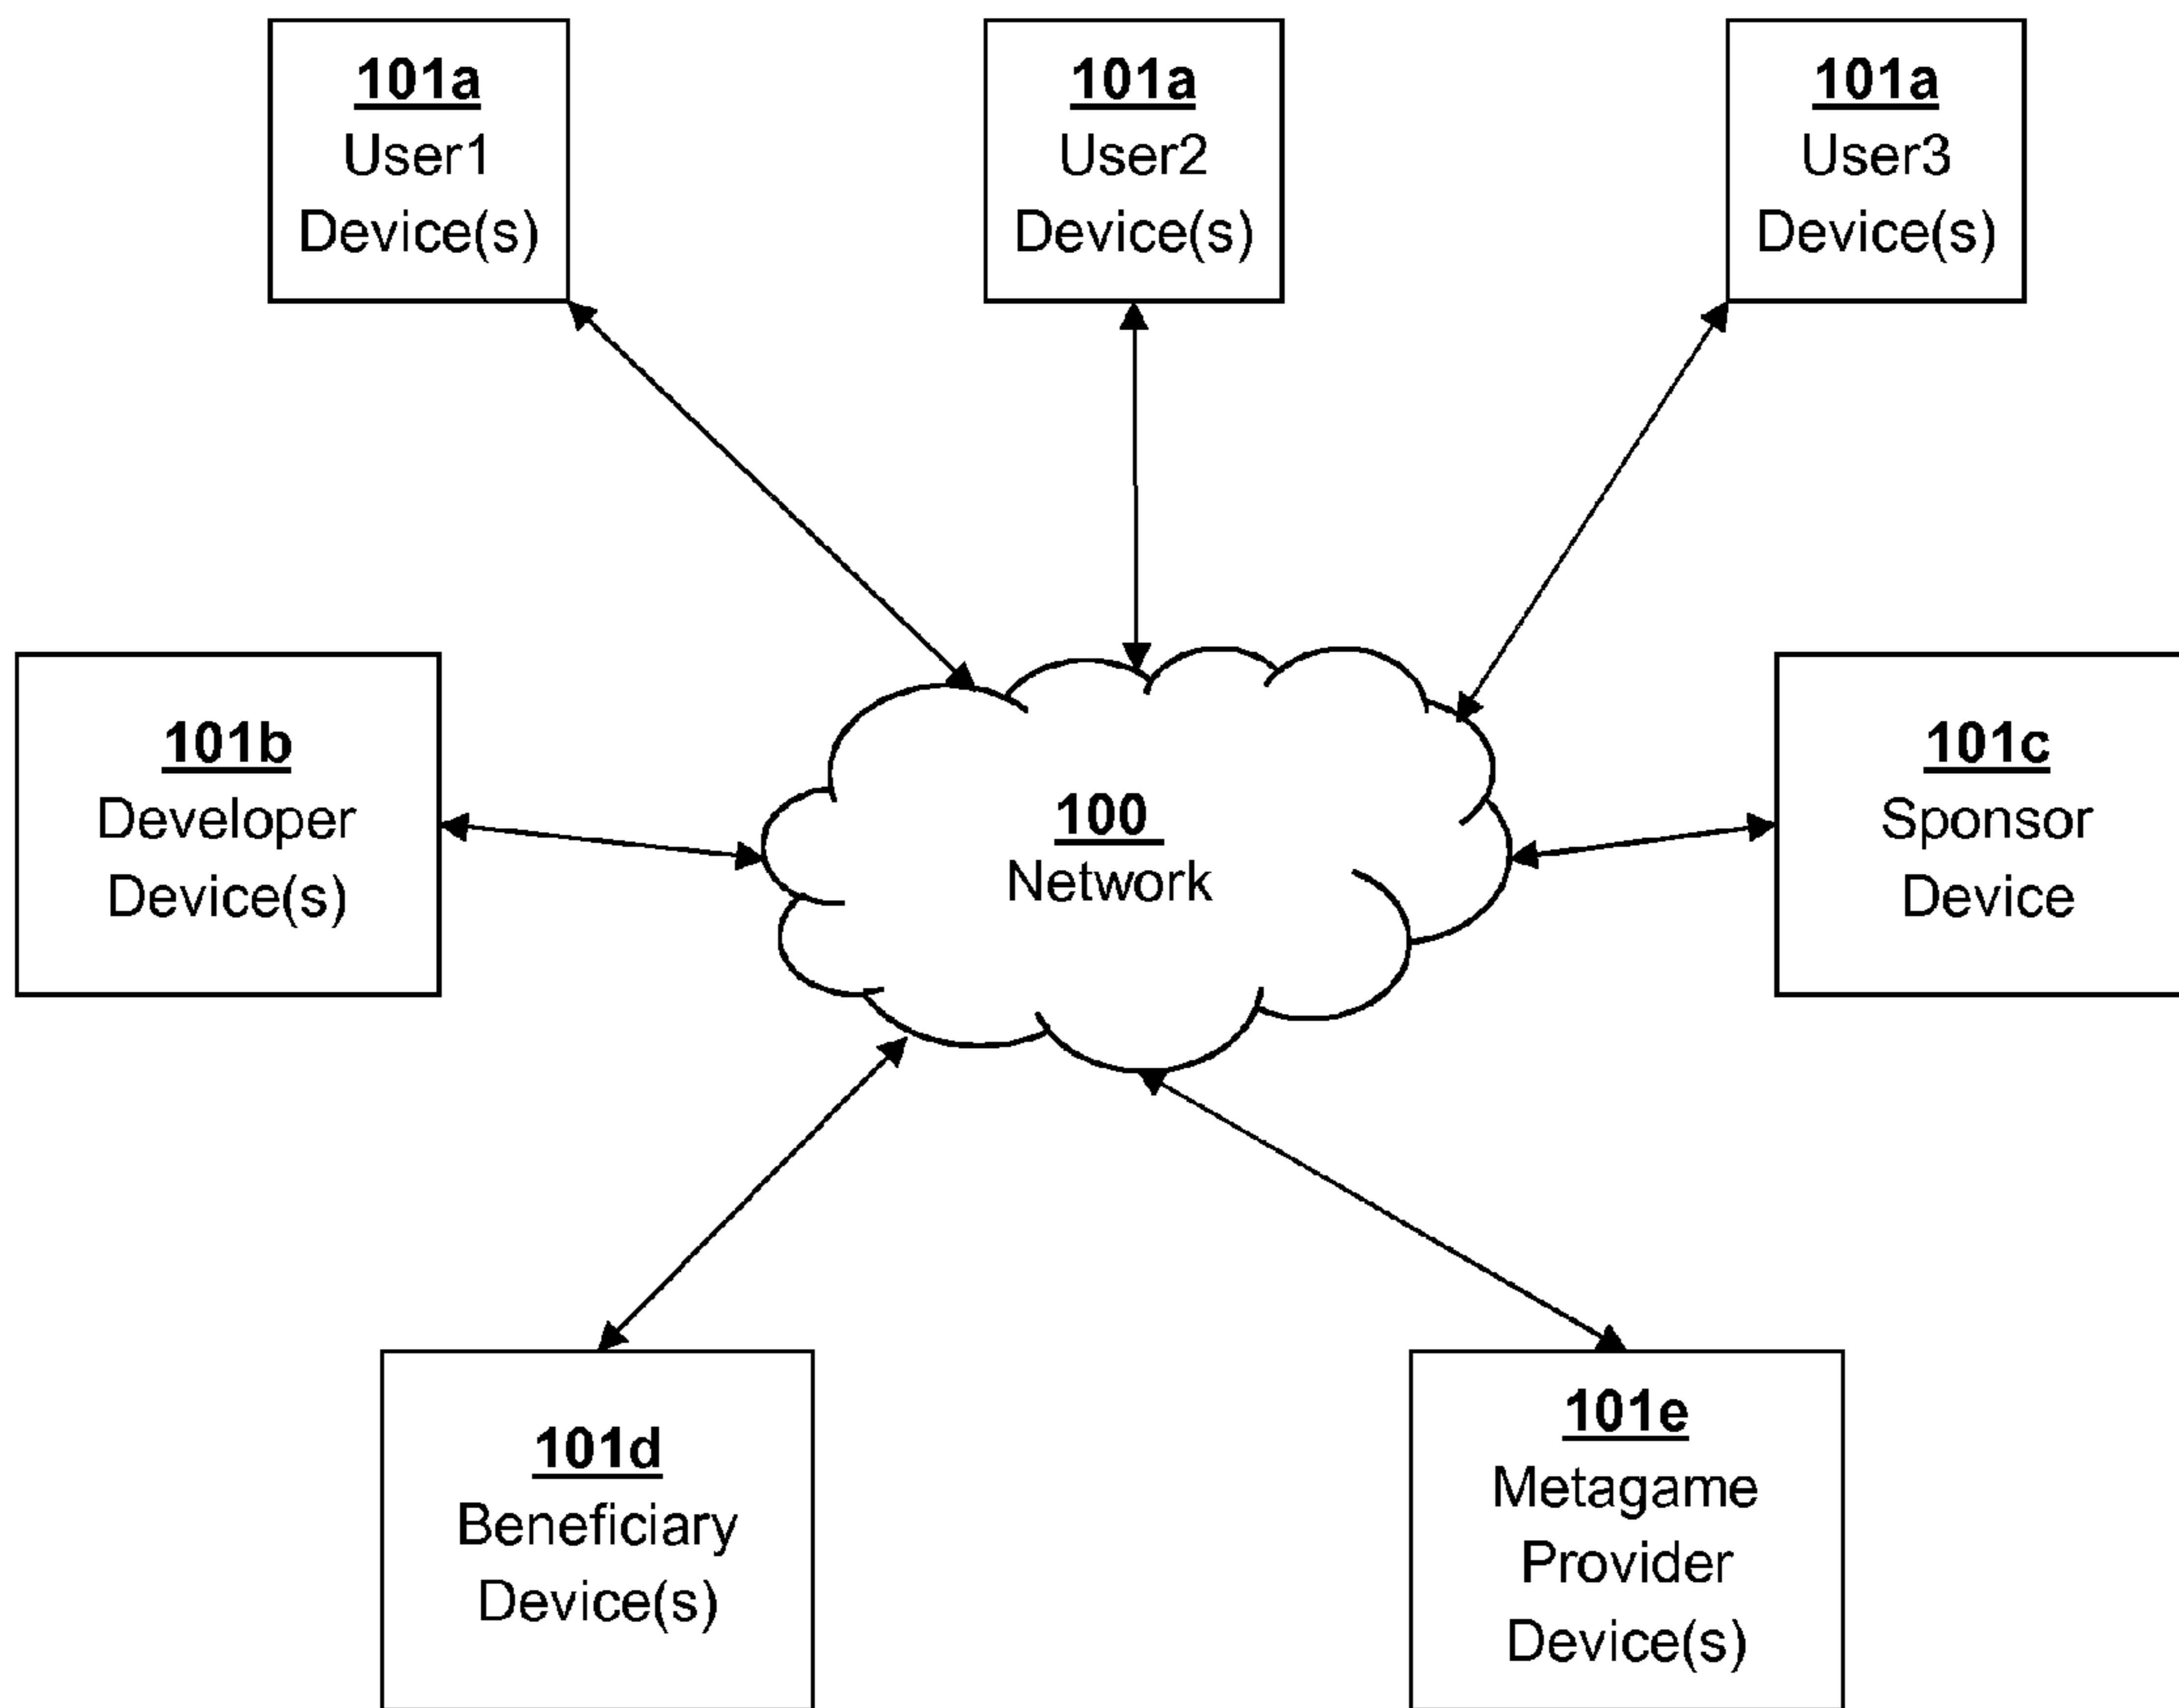 101a
User1
Device(s)
101a
User2
Device(s)
101a
User3
Device(s)
101b
Developer
Device(s)
100
Network
101c
Sponsor
Device
101d
Beneficiary
Device(s)
101e
Metagame
Provider
Device(s)